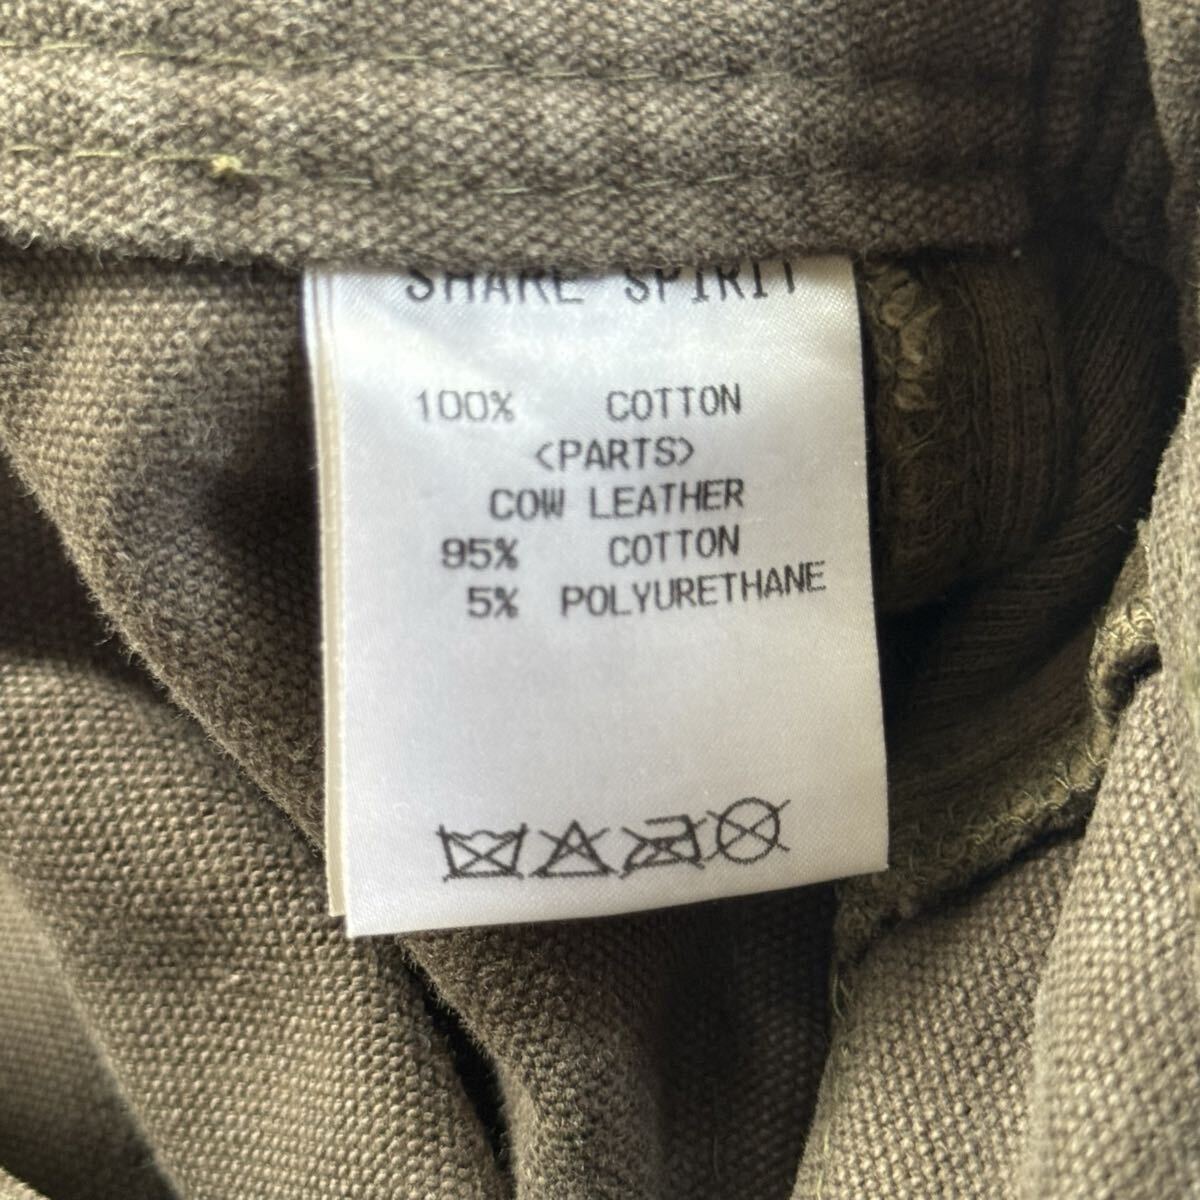 SHARE SPIRIT
100% COTTON
<PARTS>
COW LEATHER
95% COTTON
5% POLYURETHANE